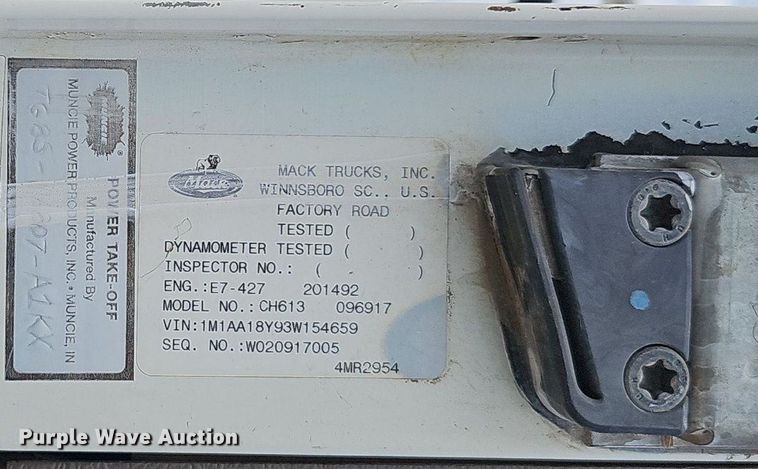 POWER TAKE-OFF
Manufactured By
MUNCIE POWER PRODUCTS, INC. • MUNCIE, IN
Mack
MACK TRUCKS, INC.
WINNSBORO SC., U.S.
FACTORY ROAD
TESTED ( )
DYNAMOMETER TESTED ( )
INSPECTOR NO.: ( - )
ENG.:E7-427 201492
MODEL NO.:CH613 096917
VIN:1M1AA18Y93W154659
SEQ. NO.:W020917005
4MR2954
Purple Wave Auction